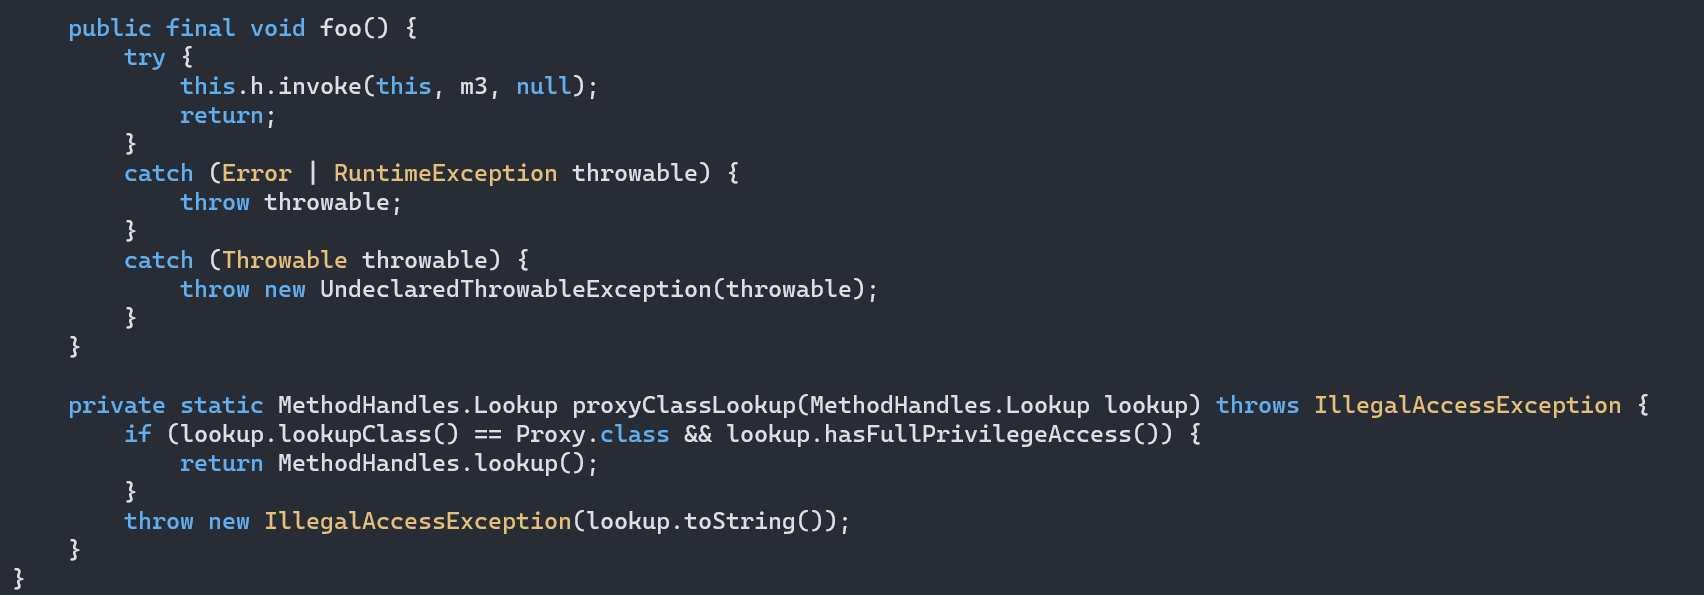 public final void foo() {
try {
this.h.invoke(this, m3, null);
return;
}
catch (Error | RuntimeException throwable) {
throw throwable;
}
catch (Throwable throwable) {
throw new UndeclaredThrowableException(throwable);
}
}
private static MethodHandles.Lookup proxyClassLookup(MethodHandles.Lookup lookup) throws IllegalAccessException {
if (lookup.lookupClass() == Proxy.class && lookup.hasFullPrivilegeAccess()) {
return MethodHandles.lookup();
}
throw new IllegalAccessException(lookup.toString());
}
}